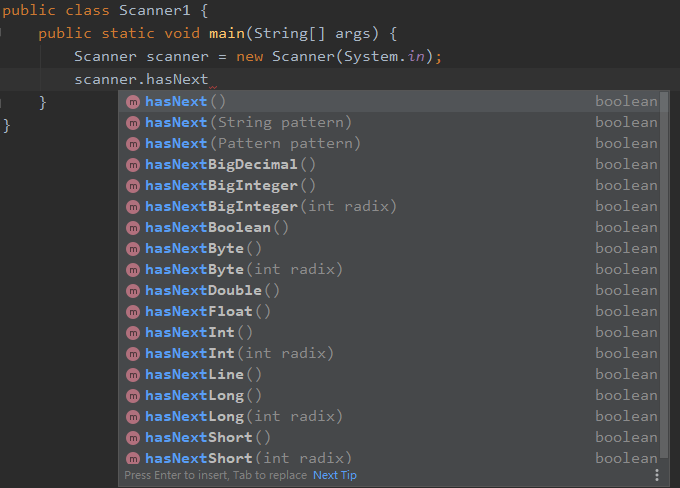 public class Scanner1 {
public static void main(String[] args) {
Scanner scanner = new Scanner(System.in);
scanner.hasNext
}
}
m hasNext() boolean
m hasNext(String pattern) boolean
m hasNext(Pattern pattern) boolean
m hasNextBigDecimal() boolean
m hasNextBigInteger() boolean
m hasNextBigInteger(int radix) boolean
m hasNextBoolean() boolean
m hasNextByte() boolean
m hasNextByte(int radix) boolean
m hasNextDouble() boolean
m hasNextFloat() boolean
m hasNextInt() boolean
m hasNextInt(int radix) boolean
m hasNextLine() boolean
m hasNextLong() boolean
m hasNextLong(int radix) boolean
m hasNextShort() boolean
m hasNextShort(int radix) boolean
Press Enter to insert, Tab to replace Next Tip